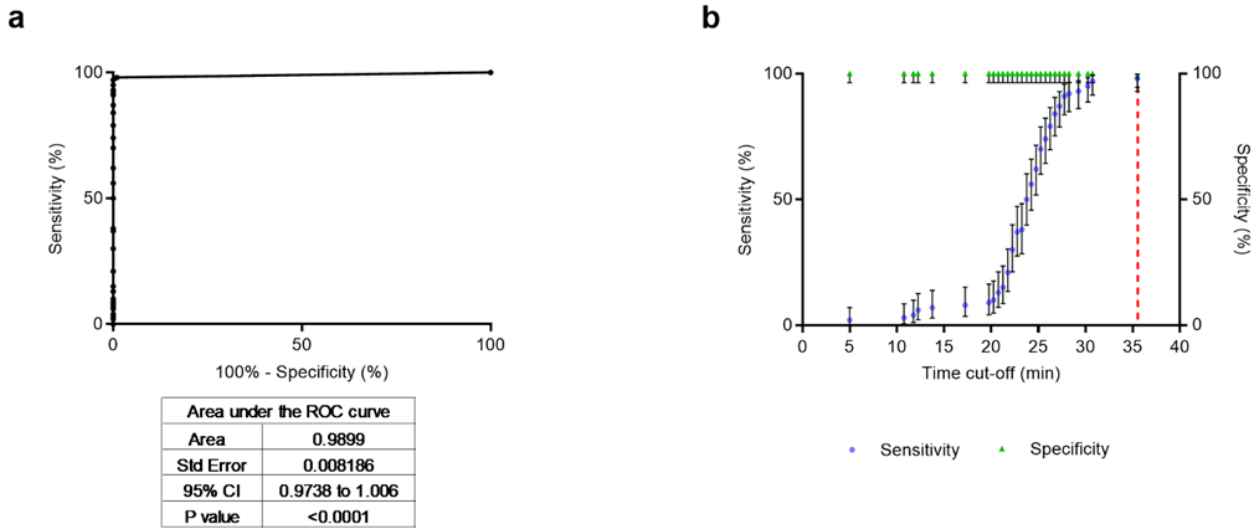 a
100
50
0
Sensitivity (%)
0 50 100
100% - Specificity (%)
Area under the ROC curve
Area 0.9899
Std Error 0.008186
95% CI 0.9738 to 1.006
P value <0.0001
b
100
50
0
Sensitivity (%)
100
50
0
Specificity (%)
0 5 10 15 20 25 30 35 40
Time cut-off (min)
Sensitivity Specificity